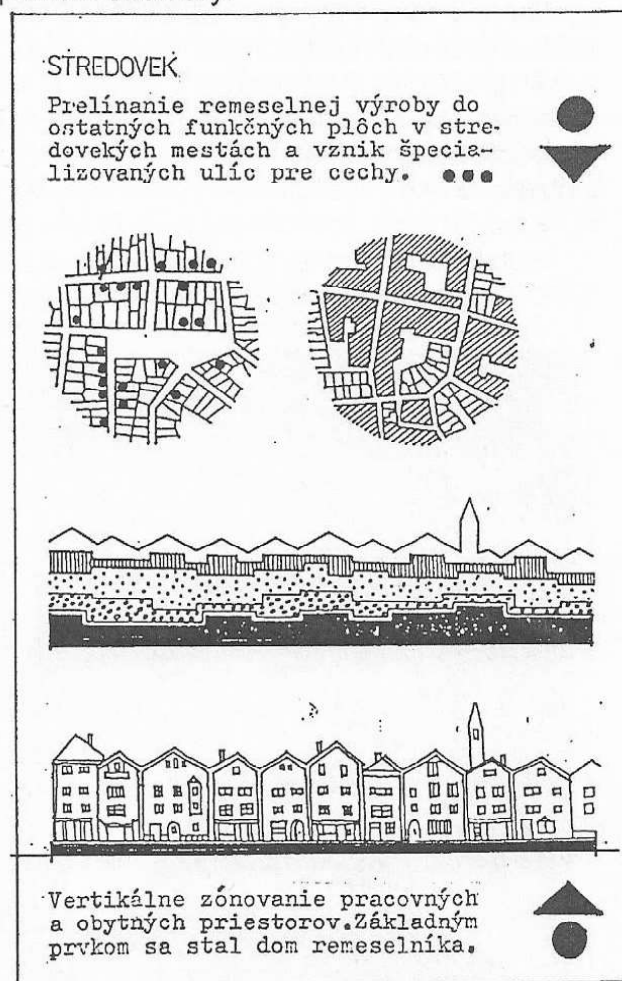 STREDOVEK
Prelínanie remeselnej výroby do
ostatných funkčných plôch v stre-
dovekých mestách a vznik špecia-
lizovaných ulíc pre cechy.
Vertikálne zónovanie pracovných
a obytných priestorov.Základným
prvkom sa stal dom remeselníka.